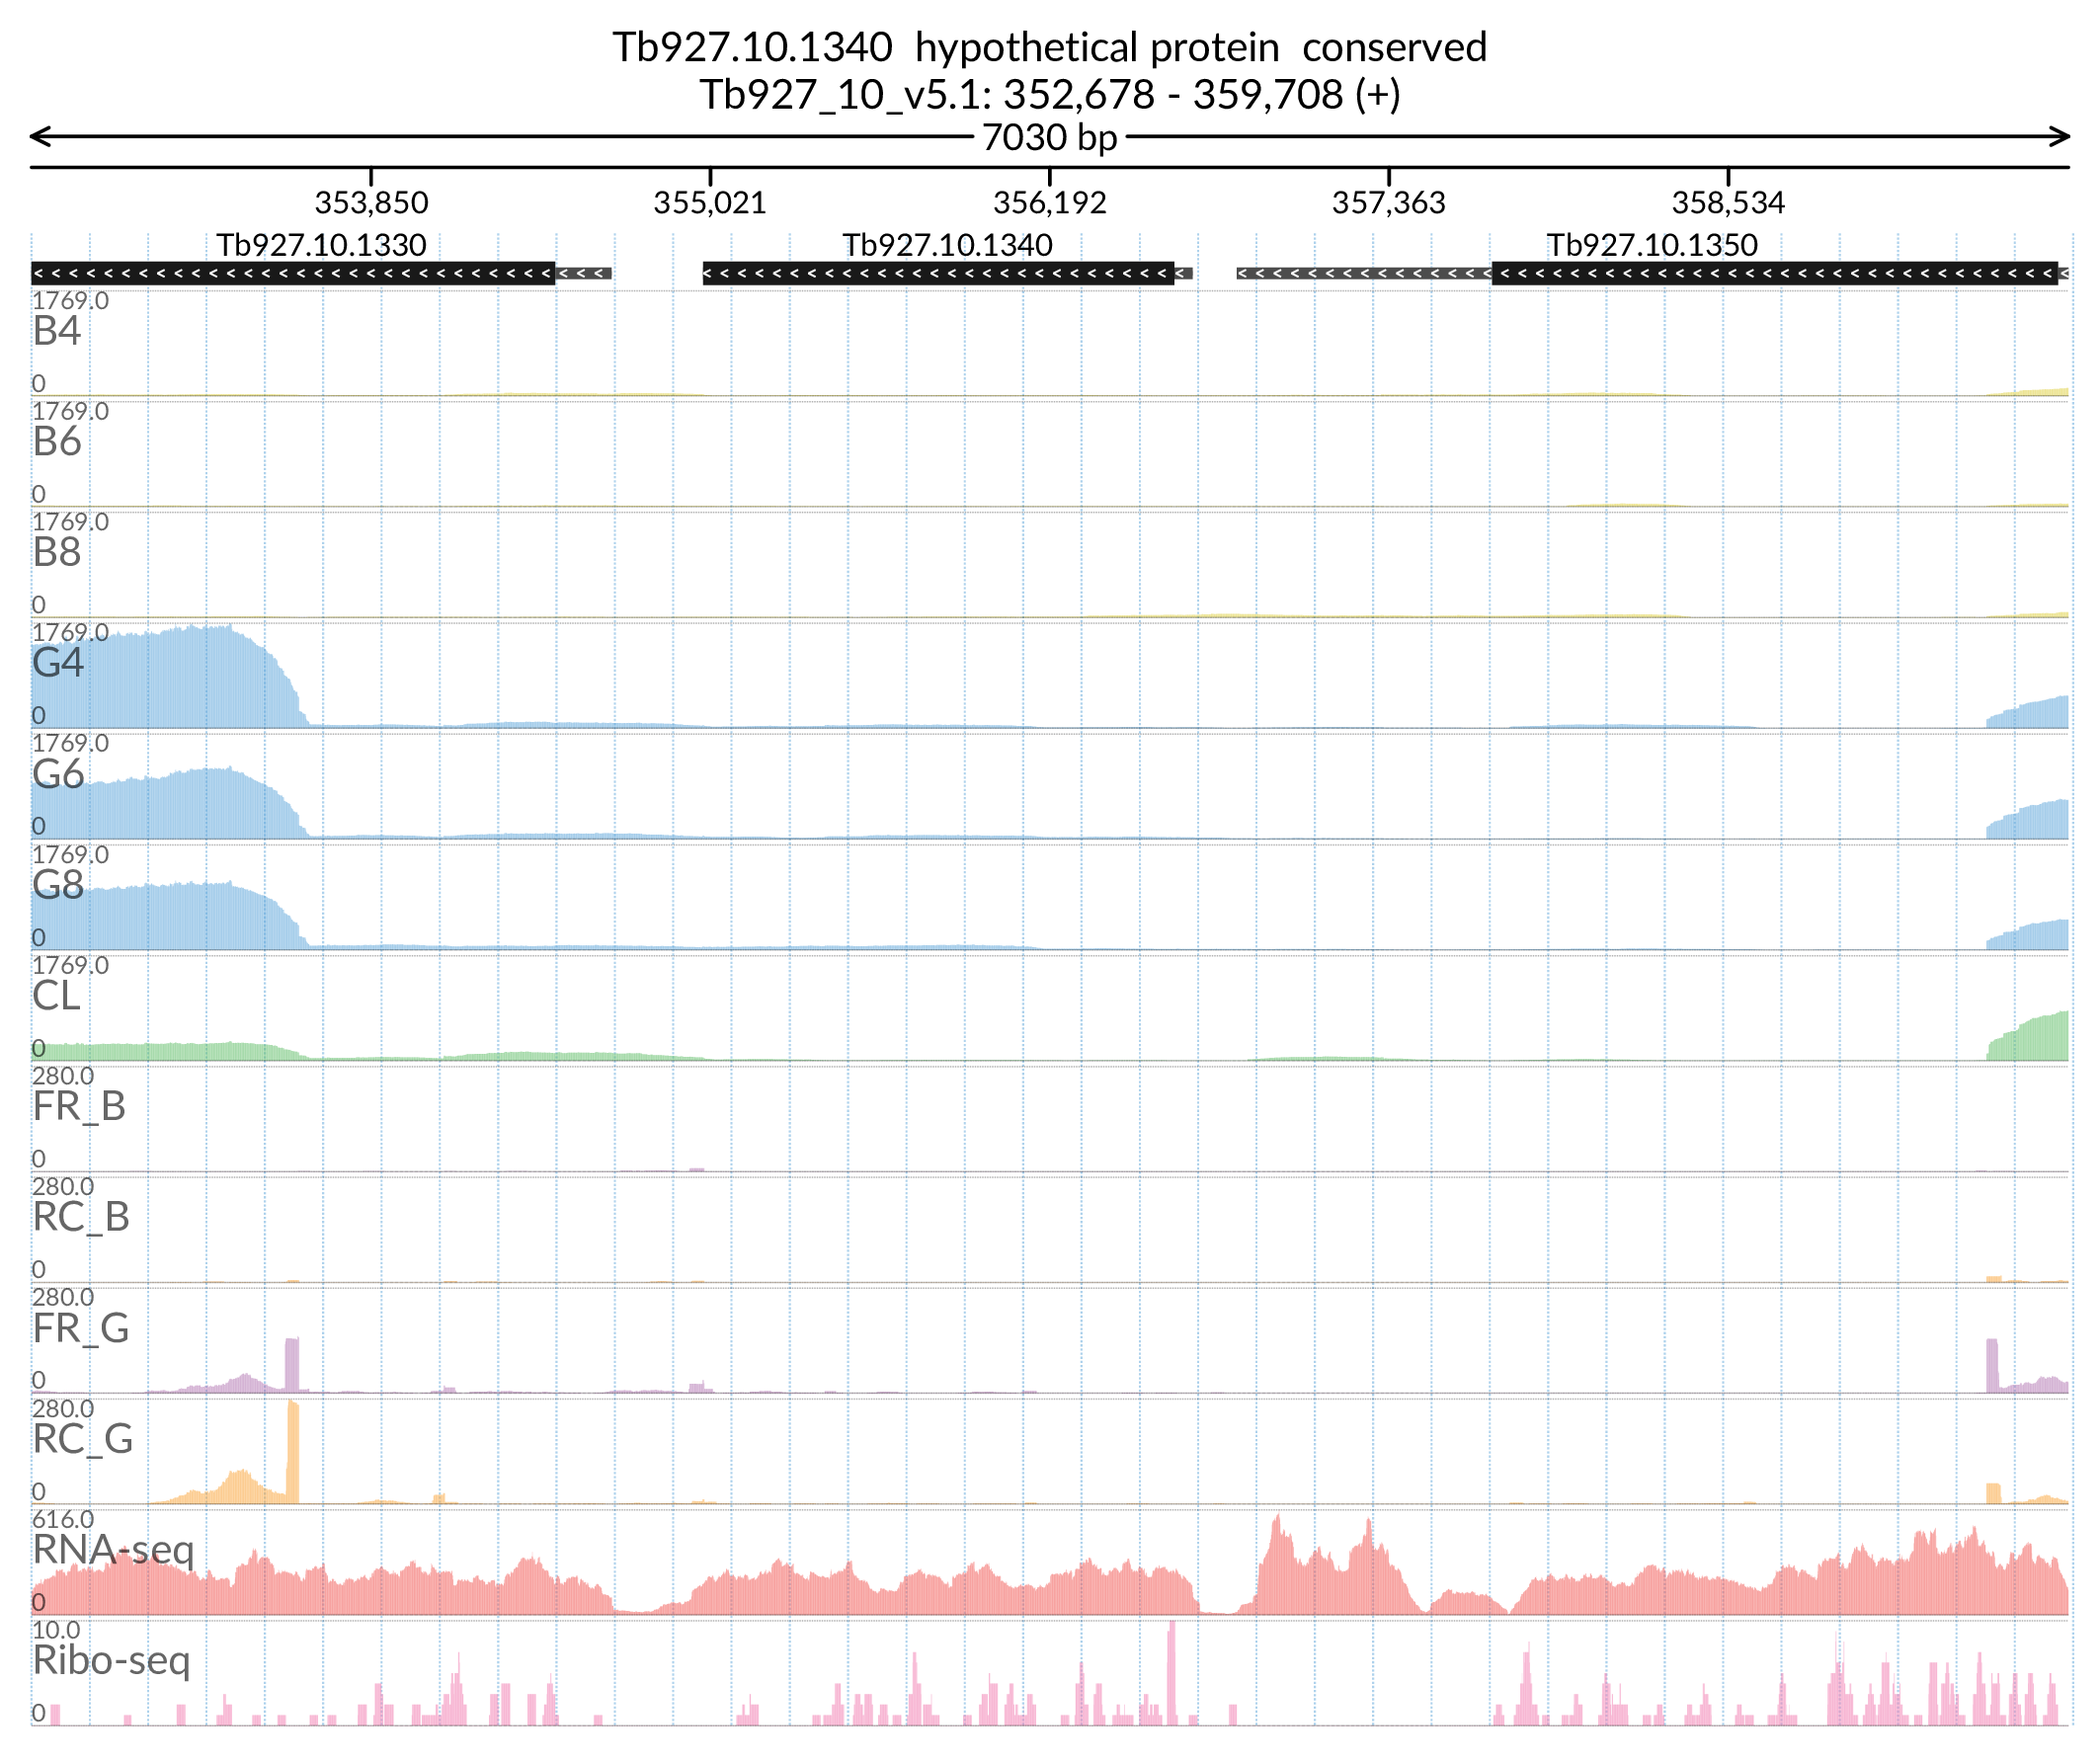 Tb927.10.1340 hypothetical protein conserved
Tb927_10_v5.1: 352,678 - 359,708 (+)
7030 bp
353,850 355,021 356,192 357,363 358,534
Tb927.10.1330 Tb927.10.1340 Tb927.10.1350
1769.0
B4
0
1769.0
B6
0
1769.0
B8
0
1769.0
G4
0
1769.0
G6
0
1769.0
G8
0
1769.0
CL
0
280.0
FR_B
0
280.0
RC_B
0
280.0
FR_G
0
280.0
RC_G
0
616.0
RNA-seq
0
10.0
Ribo-seq
0